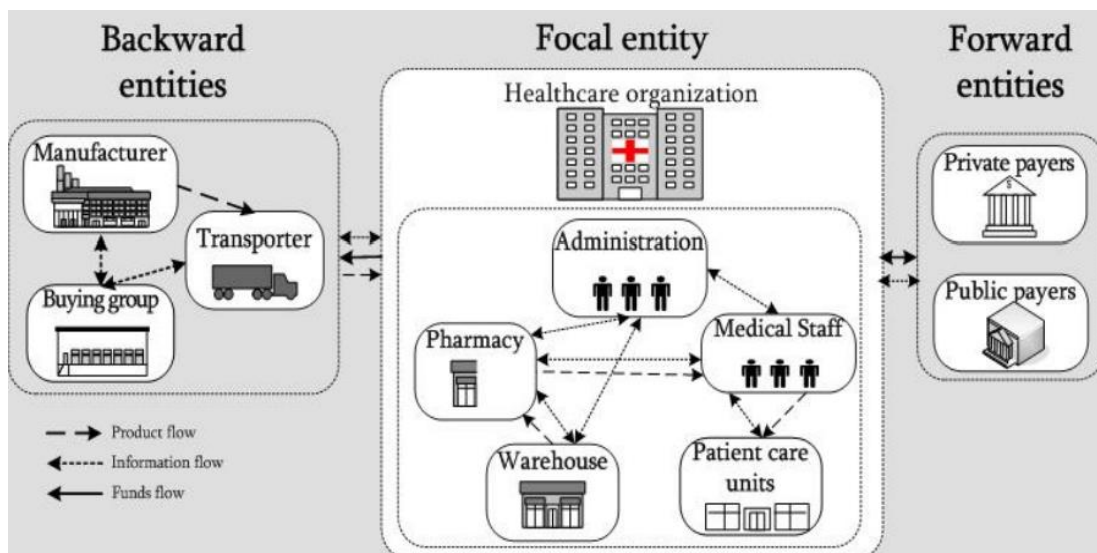 Backward
entities
Focal entity
Forward
entities
Healthcare organization
Manufacturer
Transporter
Buying group
Administration
Pharmacy
Medical Staff
Warehouse
Patient care
units
Private payers
$
Public payers
Product flow
Information flow
Funds flow